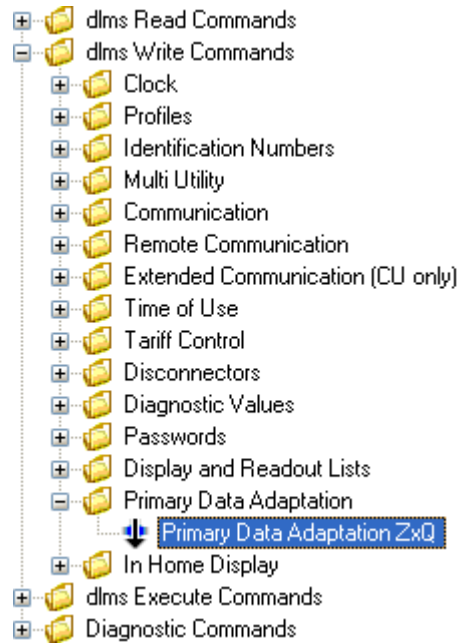 dlms Read Commands
dlms Write Commands
Clock
Profiles
Identification Numbers
Multi Utility
Communication
Remote Communication
Extended Communication (CU only)
Time of Use
Tariff Control
Disconnectors
Diagnostic Values
Passwords
Display and Readout Lists
Primary Data Adaptation
Primary Data Adaptation ZxQ
In Home Display
dlms Execute Commands
Diagnostic Commands